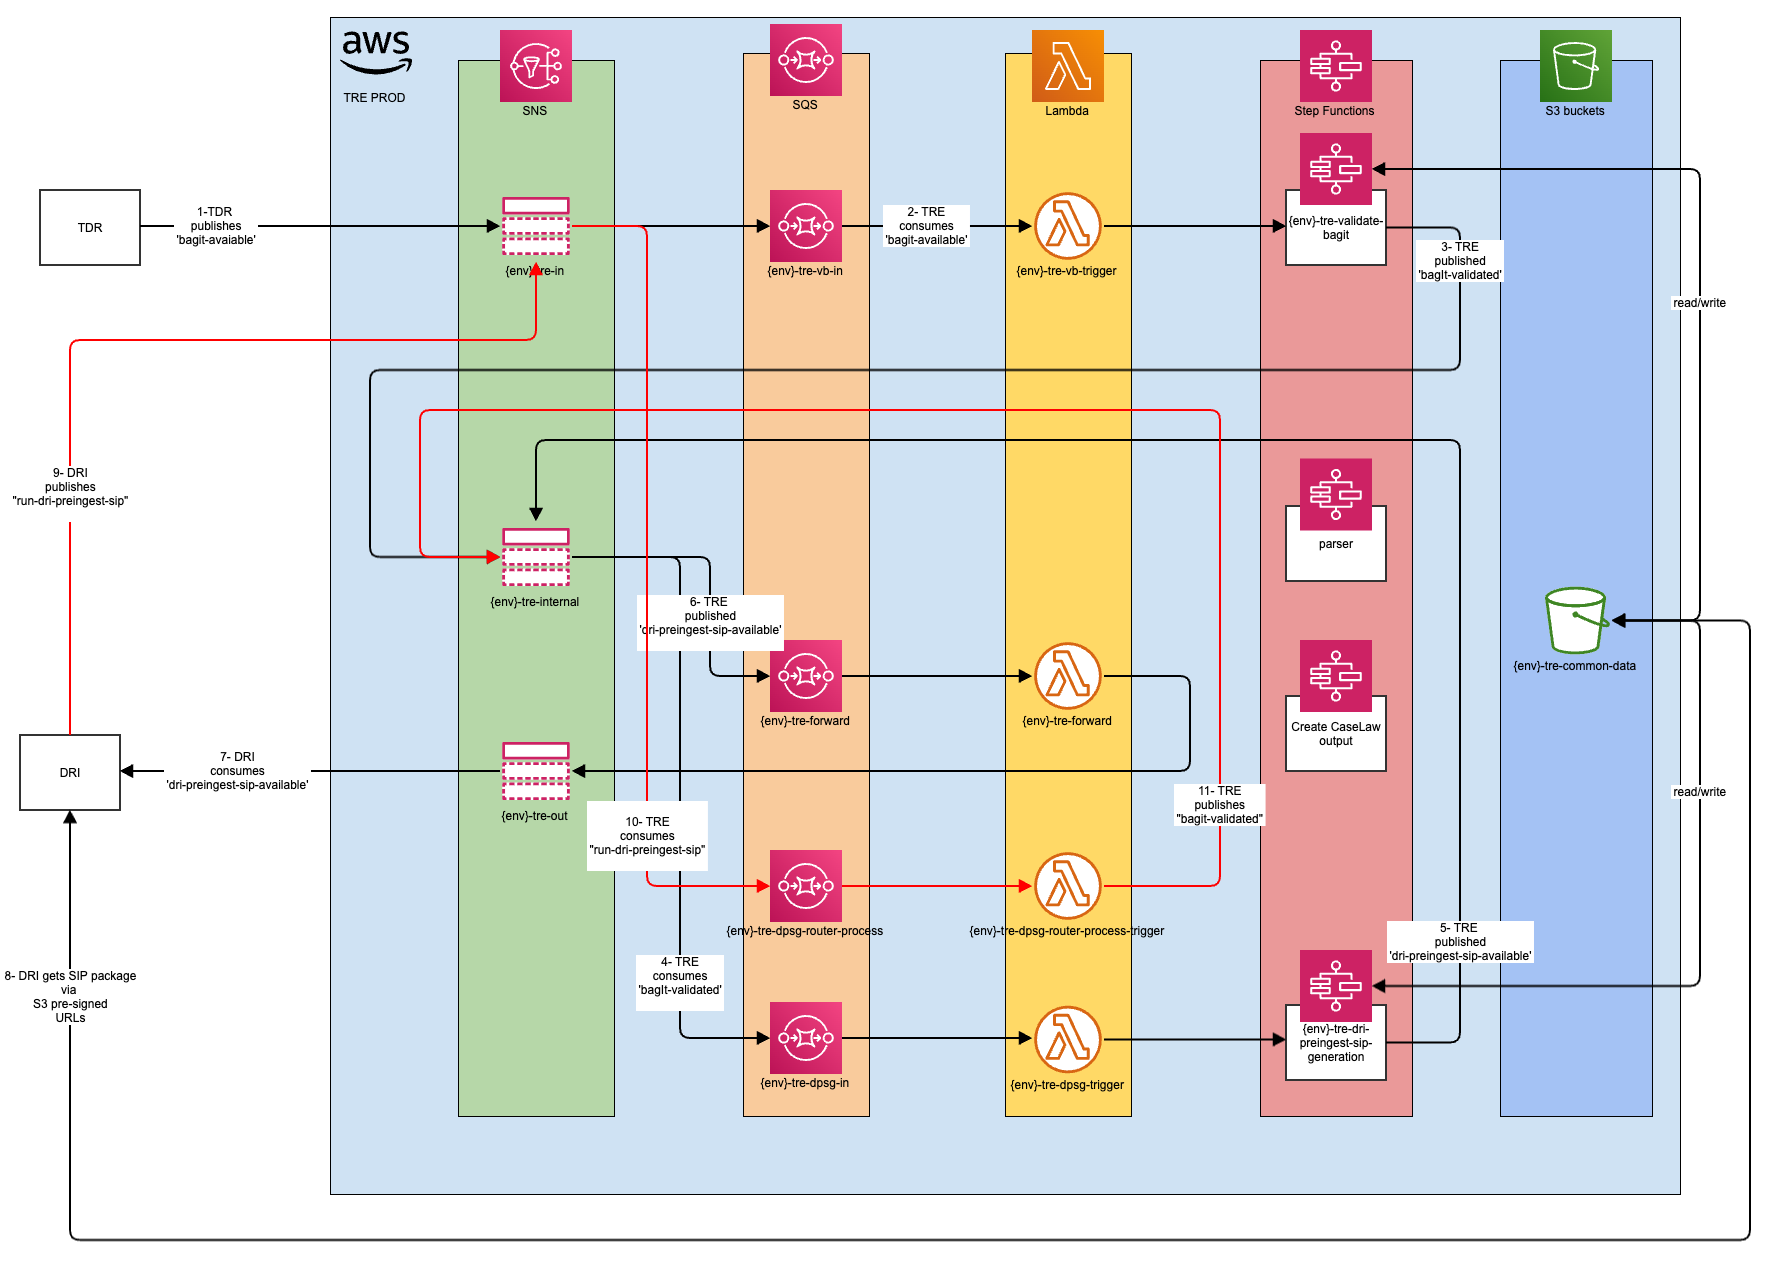 aws
TRE PROD
SNS
SQS
Lambda
Step Functions
S3 buckets
TDR
1-TDR
publishes
'bagit-avaiable'
{env}-tre-in
{env}-tre-vb-in
2- TRE
consumes
'bagit-available'
{env}-tre-vb-trigger
{env}-tre-validate-
bagit
3- TRE
published
'bagIt-validated'
read/write
9- DRI
publishes
"run-dri-preingest-sip"
parser
{env}-tre-internal
6- TRE
published
'dri-preingest-sip-available'
{env}-tre-forward
{env}-tre-forward
Create CaseLaw
output
{env}-tre-common-data
DRI
7- DRI
consumes
'dri-preingest-sip-available'
{env}-tre-out
10- TRE
consumes
"run-dri-preingest-sip"
11- TRE
publishes
"bagit-validated"
read/write
{env}-tre-dpsg-router-process
{env}-tre-dpsg-router-process-trigger
5- TRE
published
'dri-preingest-sip-available'
4- TRE
consumes
'bagIt-validated'
8- DRI gets SIP package
via
S3 pre-signed
URLs
{env}-tre-dpsg-in
{env}-tre-dpsg-trigger
{env}-tre-dri-
preingest-sip-
generation